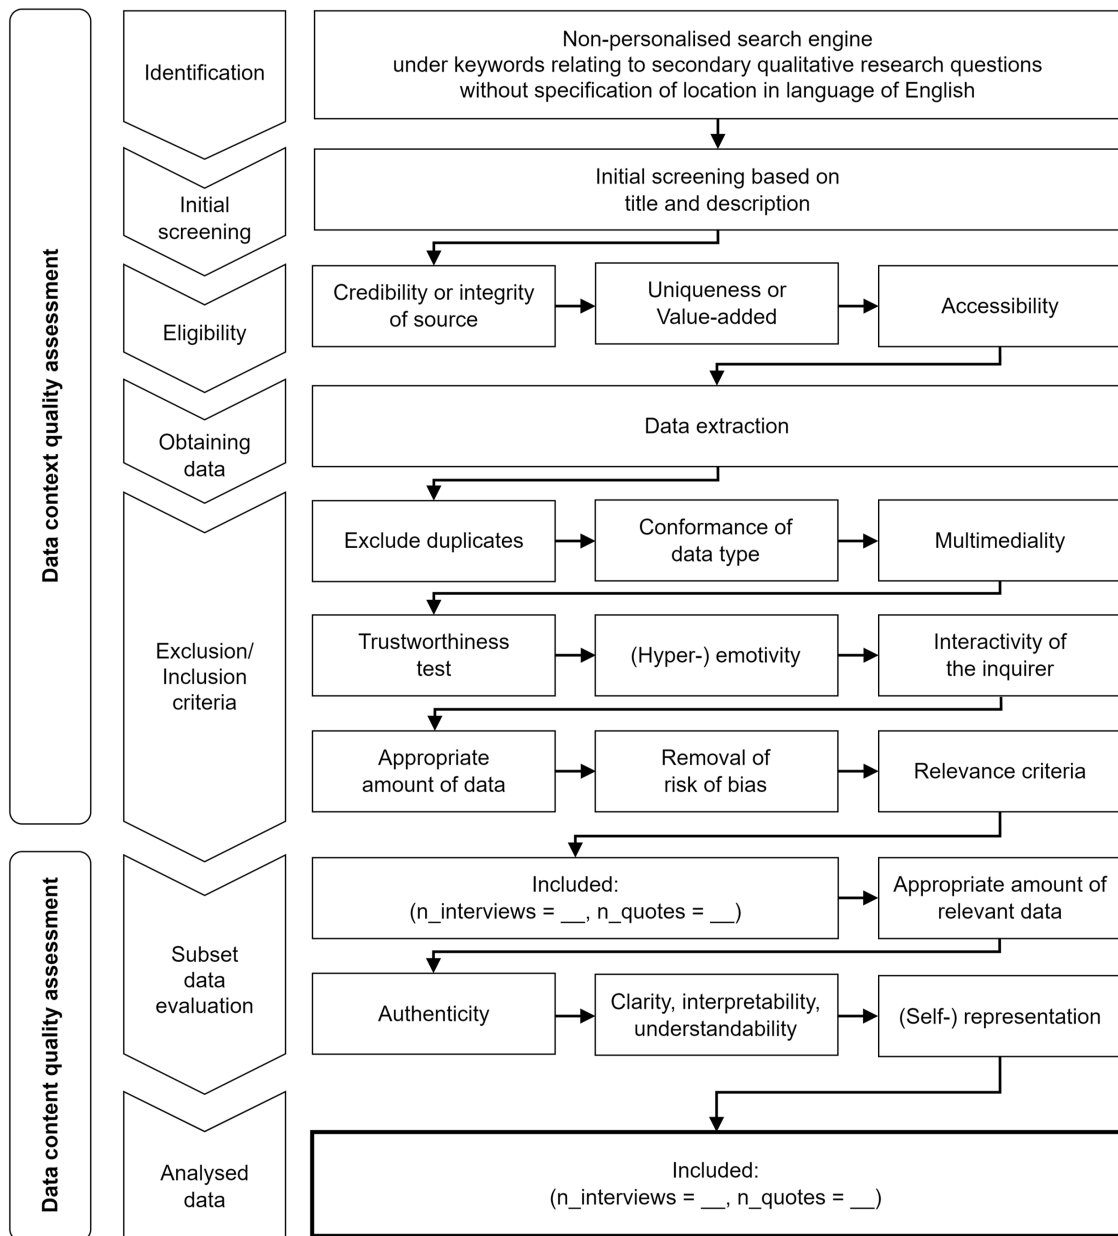 Data context quality assessment
Identification
Non-personalised search engine
under keywords relating to secondary qualitative research questions
without specification of location in language of English
Initial
screening
Initial screening based on
title and description
Eligibility
Credibility or integrity
of source
Uniqueness or
Value-added
Accessibility
Obtaining
data
Data extraction
Exclusion/
Inclusion
criteria
Exclude duplicates
Conformance of
data type
Multimediality
Trustworthiness
test
(Hyper-) emotivity
Interactivity of
the inquirer
Appropriate
amount of data
Removal of
risk of bias
Relevance criteria
Data content quality assessment
Subset
data
evaluation
Included:
(n_interviews = __, n_quotes = __)
Appropriate amount of
relevant data
Authenticity
Clarity, interpretability,
understandability
(Self-) representation
Analysed
data
Included:
(n_interviews = __, n_quotes = __)